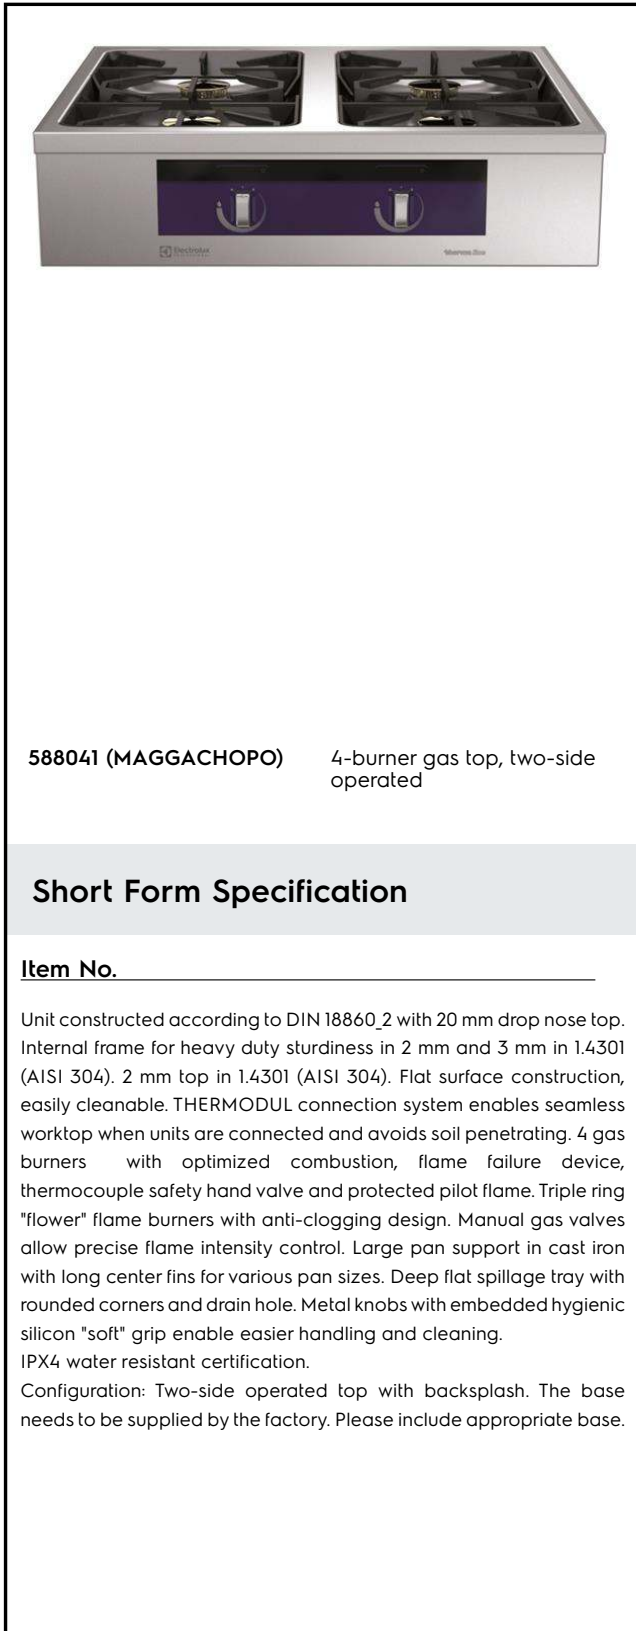 Electrolux
thermaline
588041 (MAGGACHOPO)
4-burner gas top, two-side
operated
Short Form Specification
Item No.
Unit constructed according to DIN 18860_2 with 20 mm drop nose top.
Internal frame for heavy duty sturdiness in 2 mm and 3 mm in 1.4301
(AISI 304). 2 mm top in 1.4301 (AISI 304). Flat surface construction,
easily cleanable. THERMODUL connection system enables seamless
worktop when units are connected and avoids soil penetrating. 4 gas
burners with optimized combustion, flame failure device,
thermocouple safety hand valve and protected pilot flame. Triple ring
"flower" flame burners with anti-clogging design. Manual gas valves
allow precise flame intensity control. Large pan support in cast iron
with long center fins for various pan sizes. Deep flat spillage tray with
rounded corners and drain hole. Metal knobs with embedded hygienic
silicon "soft" grip enable easier handling and cleaning.
IPX4 water resistant certification.
Configuration: Two-side operated top with backsplash. The base
needs to be supplied by the factory. Please include appropriate base.